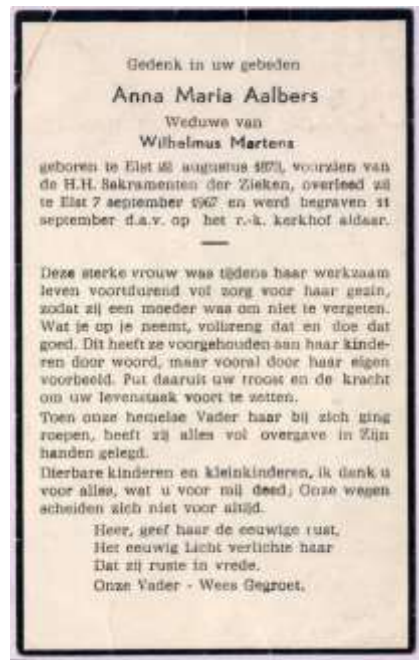 Gedenk in uw gebeden
Anna Maria Aalbers
Weduwe van
Wilhelmus Martens
geboren te Elst augustus voorzien van
de H.H. Sakramenten der Zieken, overleed zij
te Elst 7 september 1967 en werd begraven 11
september d.a.v. op het r.-k. kerkhof aldaar.
Deze sterke vrouw was tijdens haar werkzaam
leven voortdurend vol zorg voor haar gezin,
zodat zij een moeder was om niet te vergeten.
Wat je op je neemt, volbreng dat en doe dat
goed. Dit heeft ze voorgehouden aan haar kinde-
ren door woord, maar vooral door haar eigen
voorbeeld. Put daaruit uw troost en de kracht
om uw levenstaak voort te zetten.
Toen onze hemelse Vader haar bij zich ging
roepen, heeft zij alles vol overgave in Zijn
handen gelegd.
Dierbare kinderen en kleinkinderen, ik dank u
voor alles, wat u voor mij deed; Onze wegen
scheiden zich niet voor altijd.
Heer, geef haar de eeuwige rust,
Het eeuwig Licht verlichte haar
Dat zij ruste in vrede.
Onze Vader - Wees Gegroet.